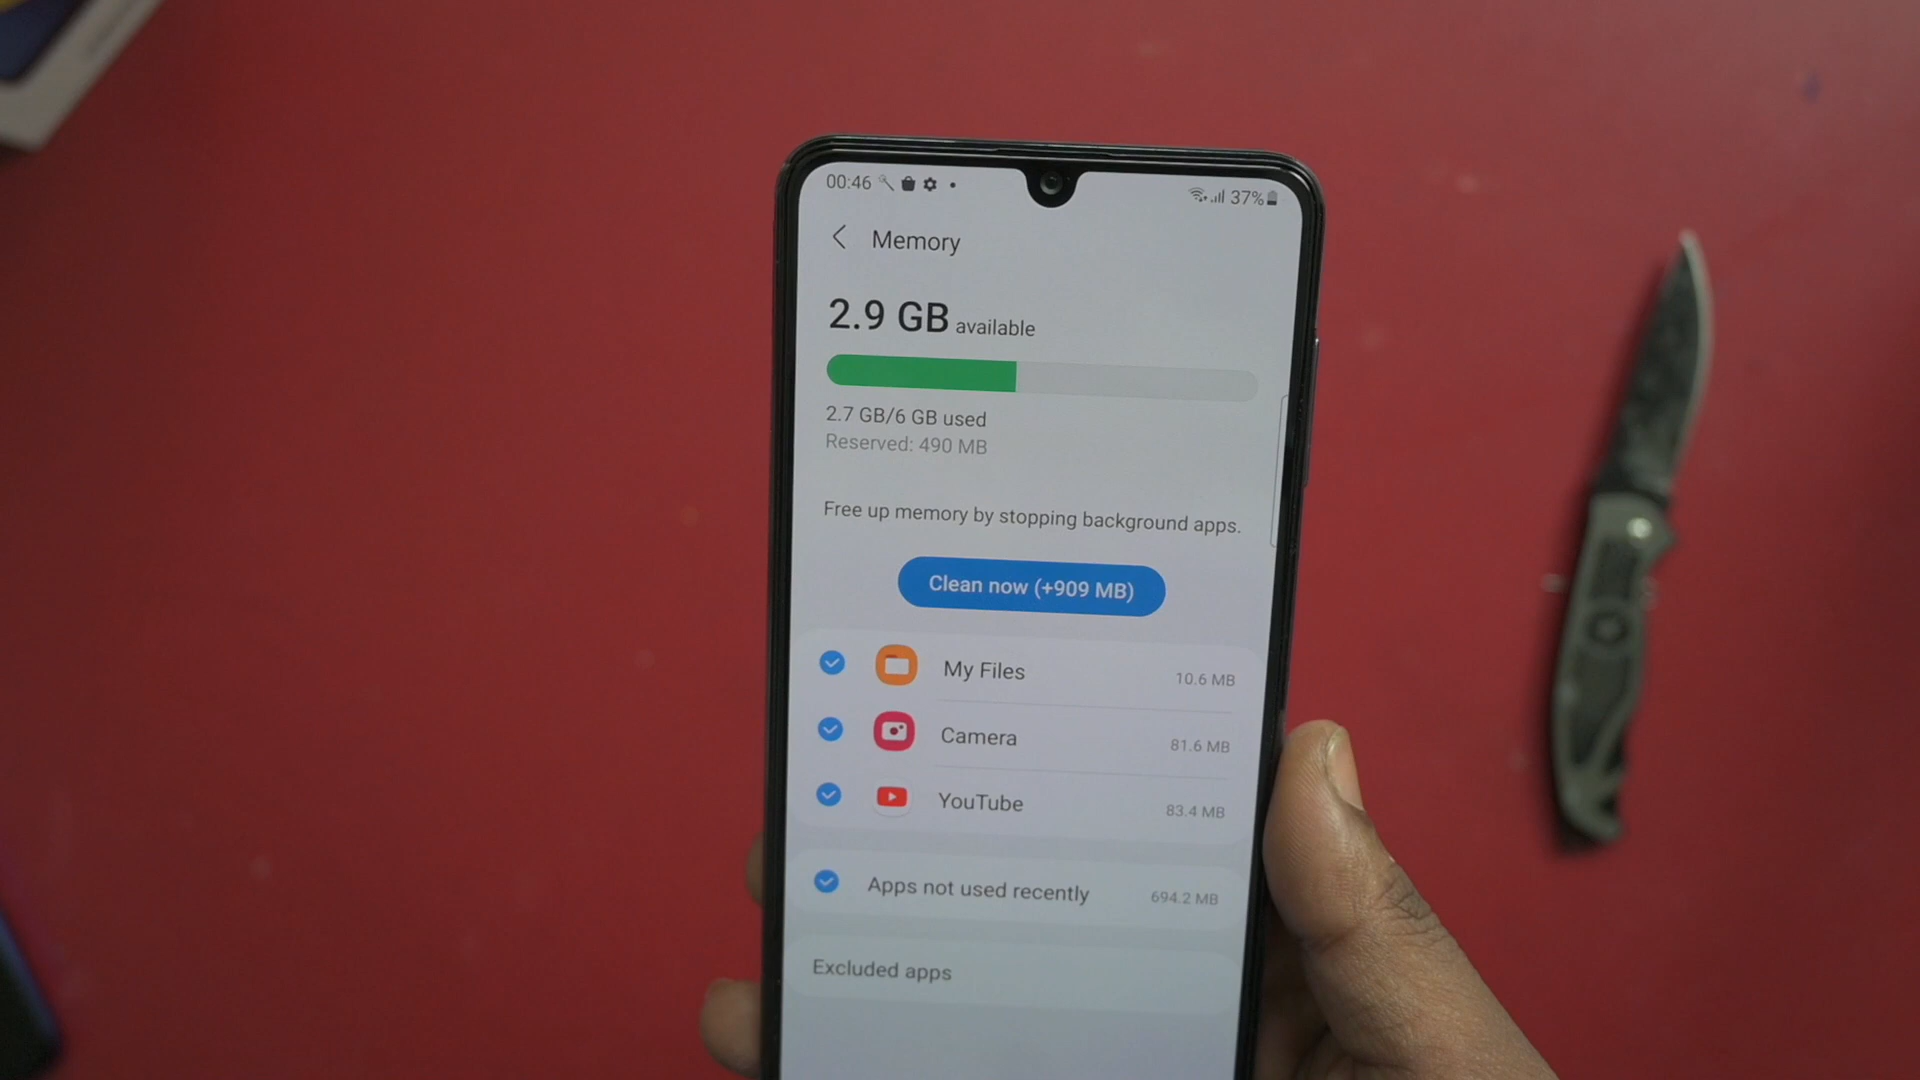 00:46 37%
Memory
2.9 GB available
2.7 GB/6 GB used
Reserved: 490 MB
Free up memory by stopping background apps.
Clean now (+909 MB)
My Files 10.6 MB
Camera 81.6 MB
YouTube 83.4 MB
Apps not used recently 694.2 MB
Excluded apps